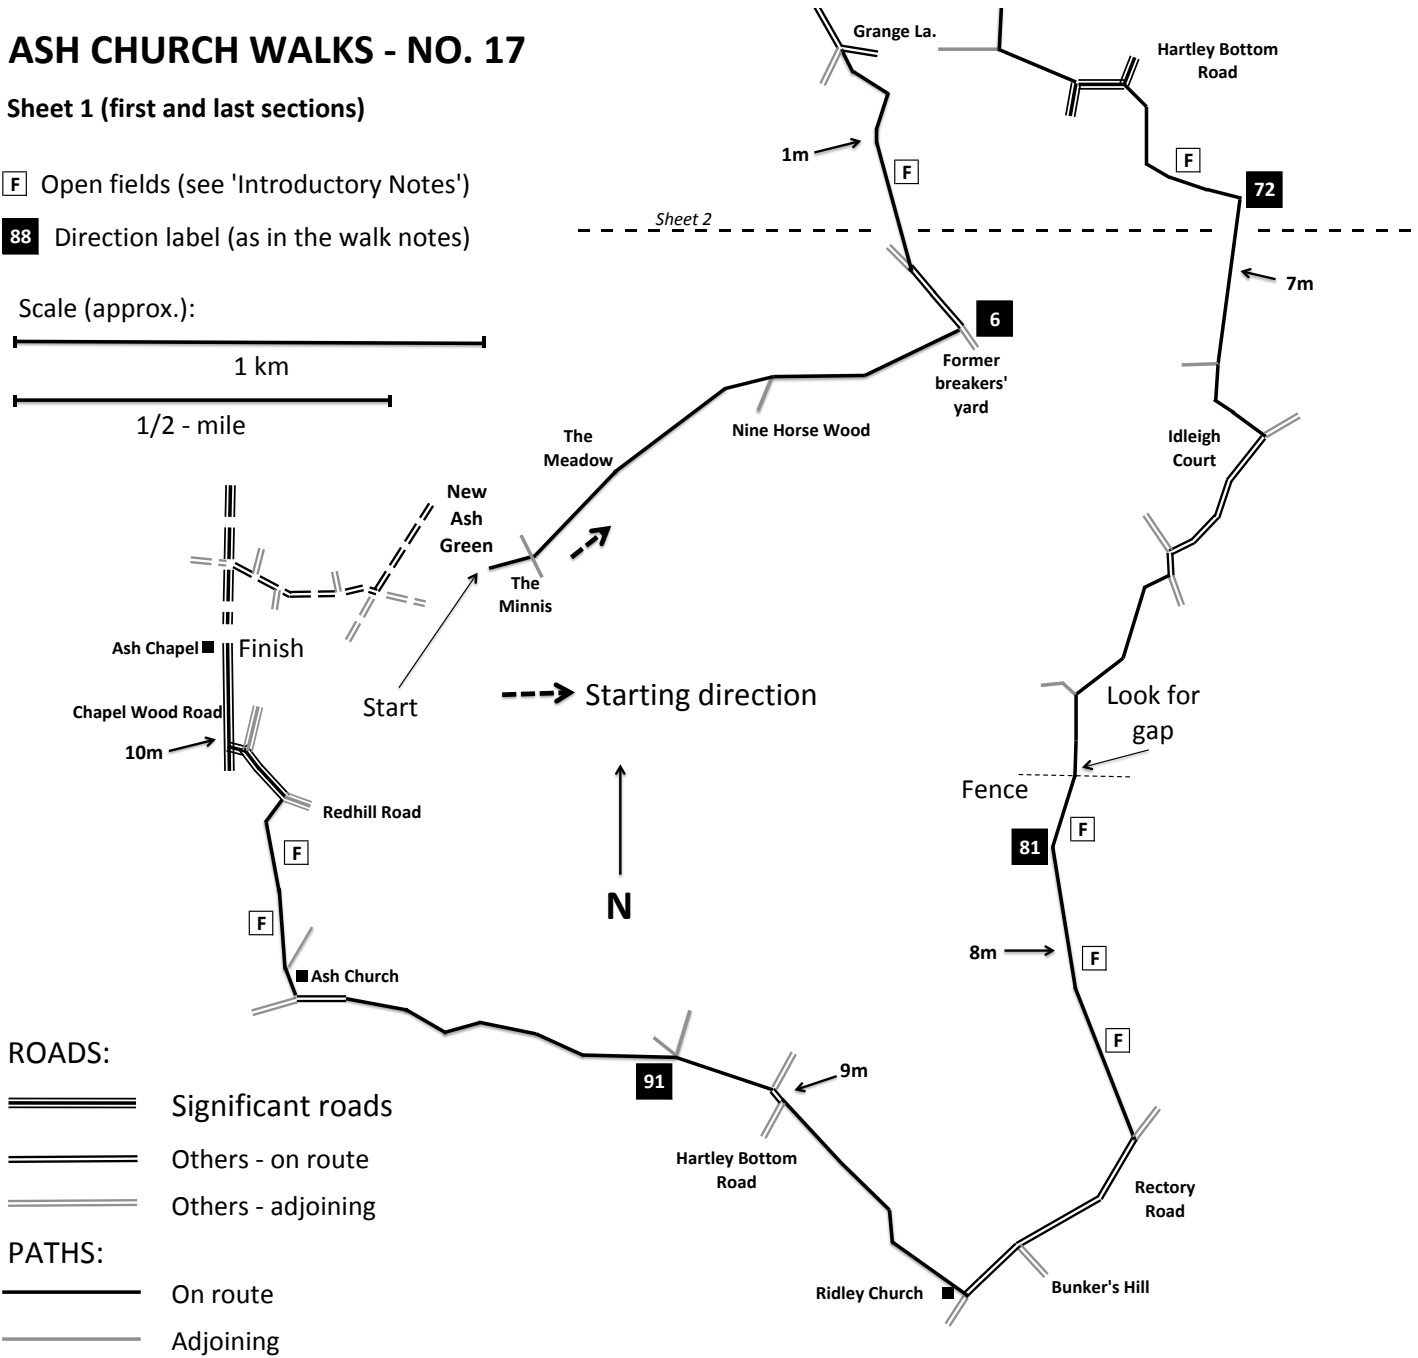 ASH CHURCH WALKS - NO. 17
Sheet 1 (first and last sections)
F Open fields (see 'Introductory Notes')
88 Direction label (as in the walk notes)
Scale (approx.):
1 km
1/2 - mile
Grange La.
Hartley Bottom
Road
1m
F
F
72
Sheet 2
7m
6
Former
breakers'
yard
Nine Horse Wood
The
Meadow
Idleigh
Court
New
Ash
Green
The
Minnis
Ash Chapel
Finish
Start
Starting direction
Chapel Wood Road
10m
Redhill Road
Look for
gap
Fence
F
81
F
F
N
8m
F
F
Ash Church
91
9m
Hartley Bottom
Road
Rectory
Road
Ridley Church
Bunker's Hill
ROADS:
Significant roads
Others - on route
Others - adjoining
PATHS:
On route
Adjoining